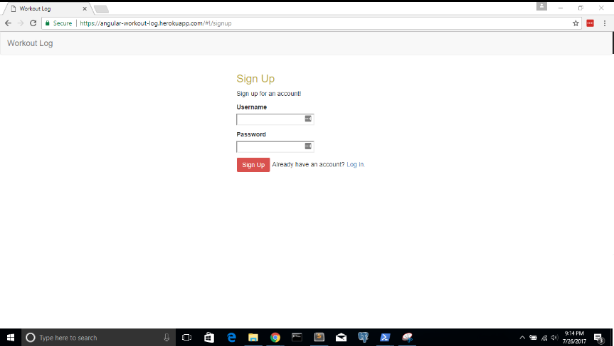 Workout Log
Secure | https://angular-workout-log.herokuapp.com/#!/signup
Workout Log
Sign Up
Sign up for an account!
Username
Password
Sign Up Already have an account? Log in
Type here to search
9:14 PM
7/26/2017